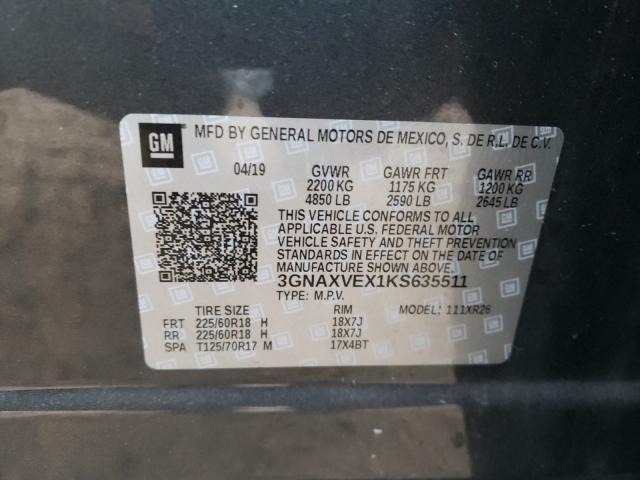 GM MFD BY GENERAL MOTORS DE MEXICO, S. DE R.L. DE C.V.
04/19 GVWR GAWR FRT GAWR RR
2200 KG 1175 KG 1200 KG
4850 LB 2590 LB 2645 LB
THIS VEHICLE CONFORMS TO ALL
APPLICABLE U.S. FEDERAL MOTOR
VEHICLE SAFETY AND THEFT PREVENTION
STANDARDS IN EFFECT ON THE DATE OF
MANUFACTURE SHOWN ABOVE.
3GNAXVEX1KS635511
TYPE: M.P.V.
TIRE SIZE RIM MODEL: 111XR26
FRT 225/60R18 H 18X7J
RR 225/60R18 H 18X7J
SPA T125/70R17 M 17X4BT